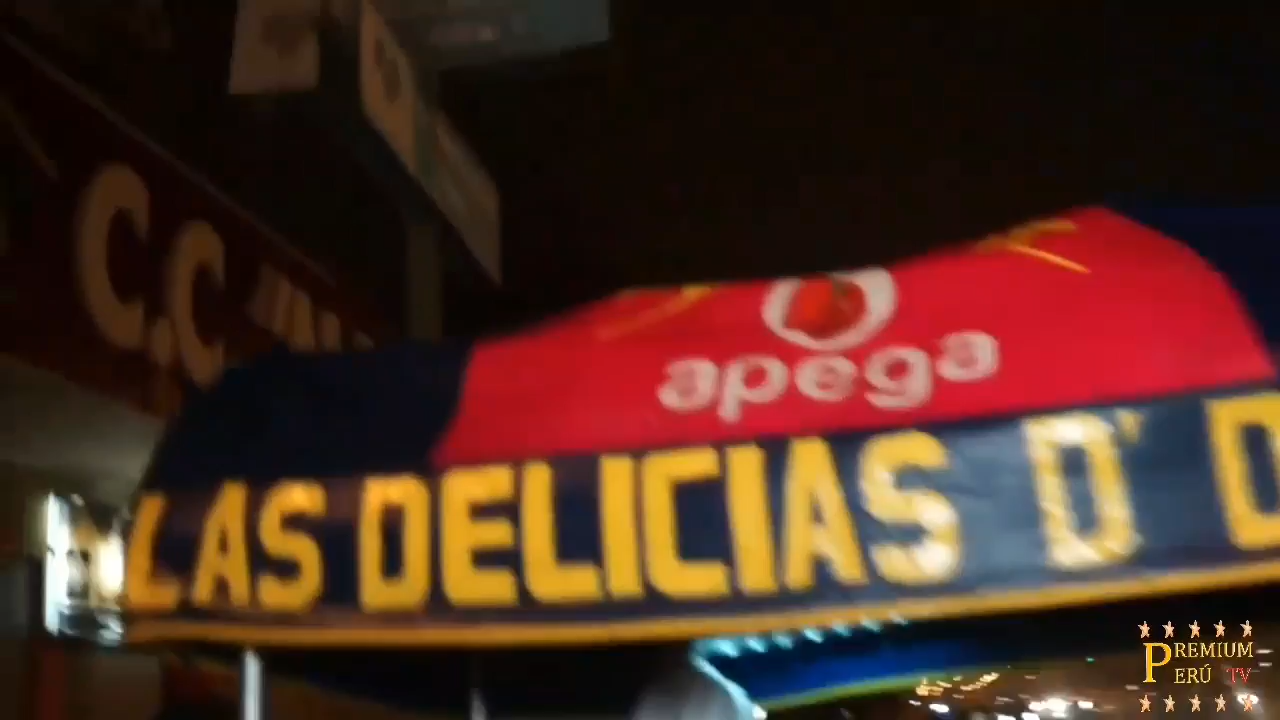 C.C
apega
LAS DELICIAS D'
PREMIUM
PERÚ TV